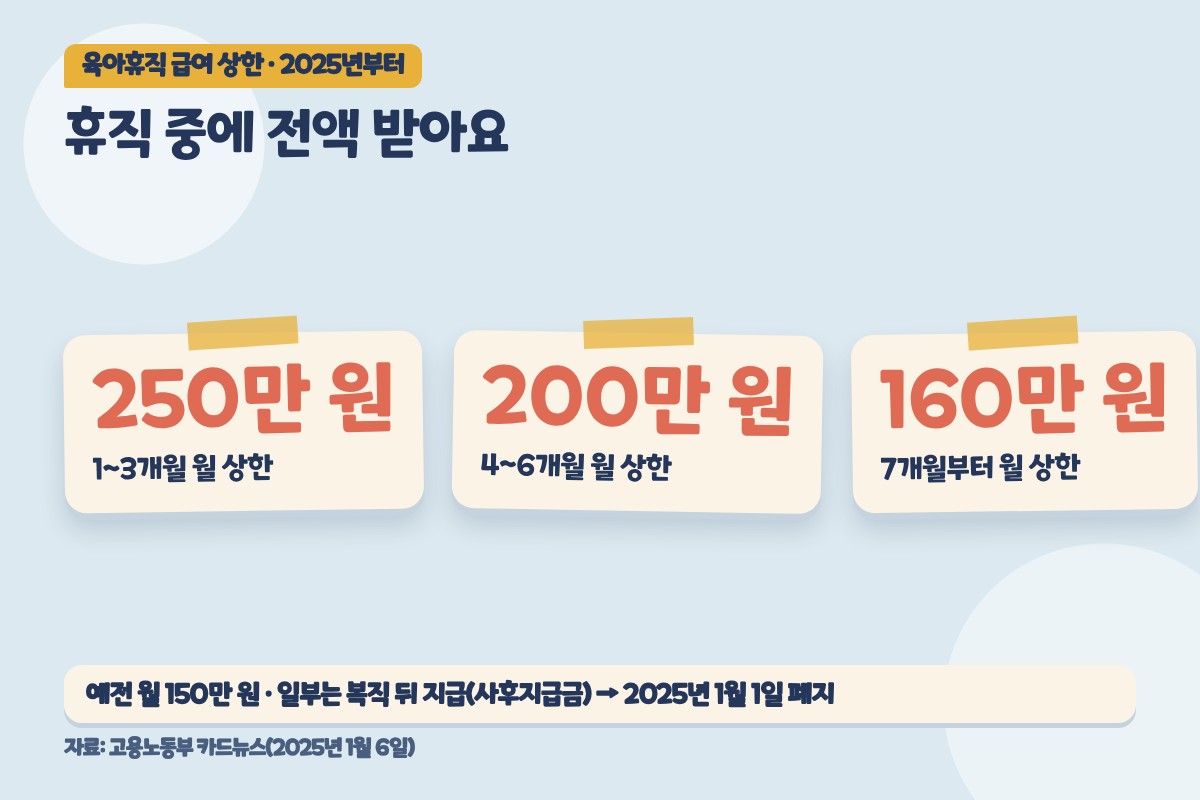 육아휴직 급여 상한 · 2025년부터
휴직 중에 전액 받아요
250만 원
1~3개월 월 상한
200만 원
4~6개월 월 상한
160만 원
7개월부터 월 상한
예전 월 150만 원 · 일부는 복직 뒤 지급(사후지급금) → 2025년 1월 1일 폐지
자료: 고용노동부 카드뉴스(2025년 1월 6일)